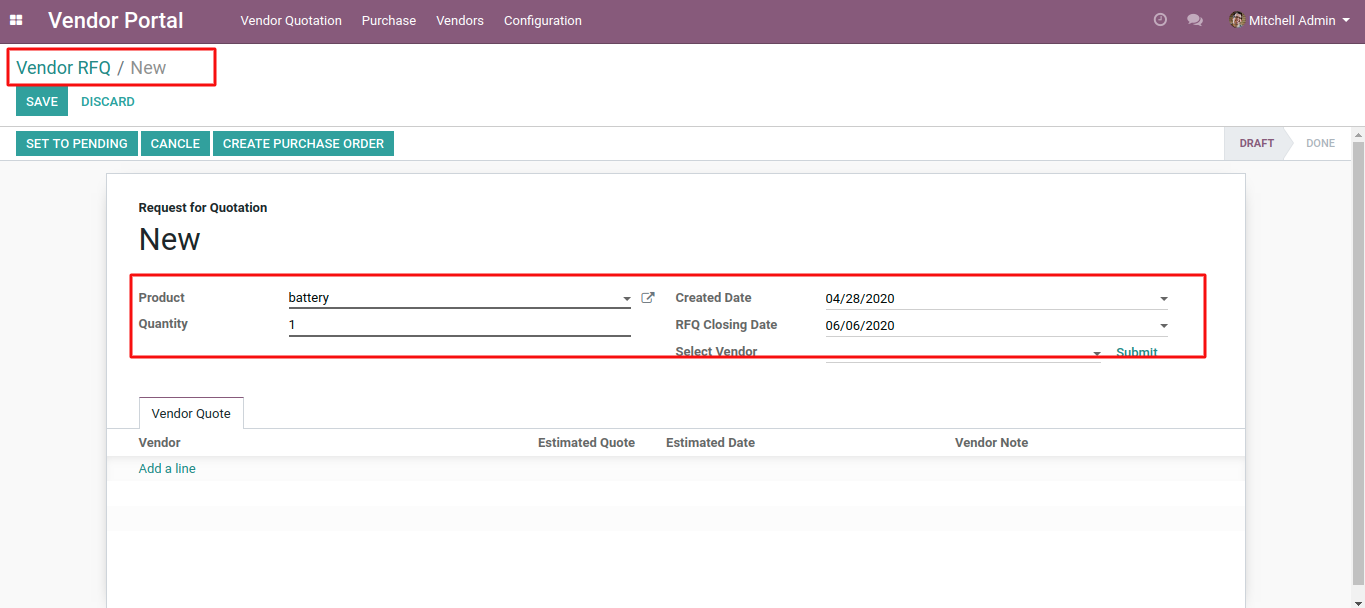 Vendor Portal Vendor Quotation Purchase Vendors Configuration Mitchell Admin
Vendor RFQ / New
SAVE DISCARD
SET TO PENDING CANCLE CREATE PURCHASE ORDER DRAFT DONE
Request for Quotation
New
Product battery Created Date 04/28/2020
Quantity 1 RFQ Closing Date 06/06/2020
Select Vendor Submit
Vendor Quote
Vendor Estimated Quote Estimated Date Vendor Note
Add a line